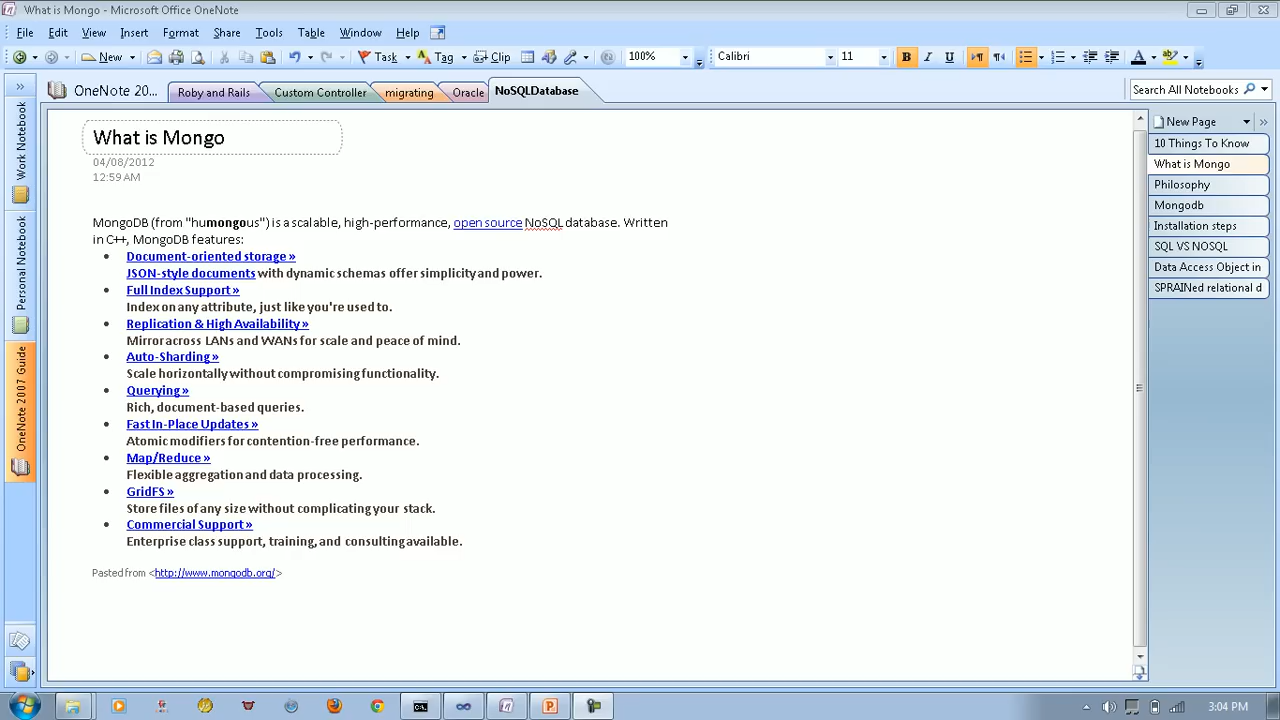 What is Mongo - Microsoft Office OneNote
File Edit View Insert Format Share Tools Table Window Help
New Task Tag Clip 100% Calibri 11 B I U A
OneNote 20... Roby and Rails Custom Controller migrating Oracle NoSQLDatabase Search All Notebooks
What is Mongo
04/08/2012
12:59 AM
MongoDB (from "humongous") is a scalable, high-performance, open source NoSQL database. Written
in C++, MongoDB features:
• Document-oriented storage »
JSON-style documents with dynamic schemas offer simplicity and power.
• Full Index Support »
Index on any attribute, just like you're used to.
• Replication & High Availability »
Mirror across LANs and WANs for scale and peace of mind.
• Auto-Sharding »
Scale horizontally without compromising functionality.
• Querying »
Rich, document-based queries.
• Fast In-Place Updates »
Atomic modifiers for contention-free performance.
• Map/Reduce »
Flexible aggregation and data processing.
• GridFS »
Store files of any size without complicating your stack.
• Commercial Support »
Enterprise class support, training, and consulting available.
Pasted from <http://www.mongodb.org/>
Work Notebook
Personal Notebook
OneNote 2007 Guide
New Page
10 Things To Know
What is Mongo
Philosophy
Mongodb
Installation steps
SQL VS NOSQL
Data Access Object in
SPRAINed relational d
3:04 PM